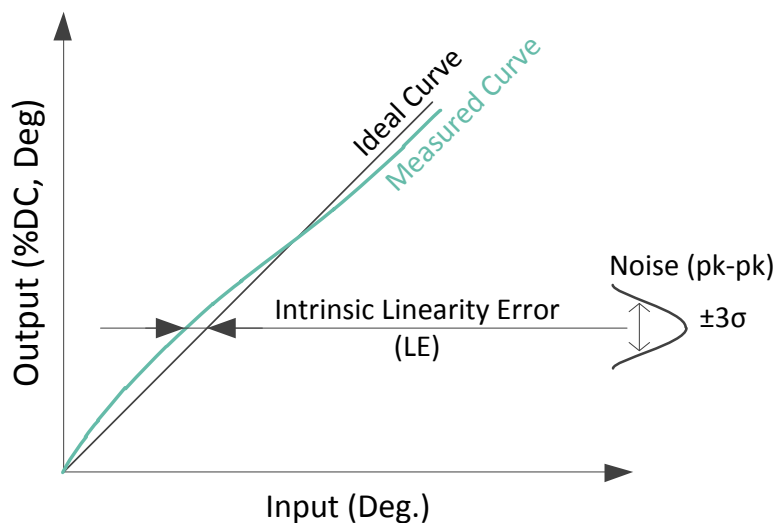 Output (%DC, Deg)
Ideal Curve
Measured Curve
Noise (pk-pk)
±3σ
Intrinsic Linearity Error
(LE)
Input (Deg.)